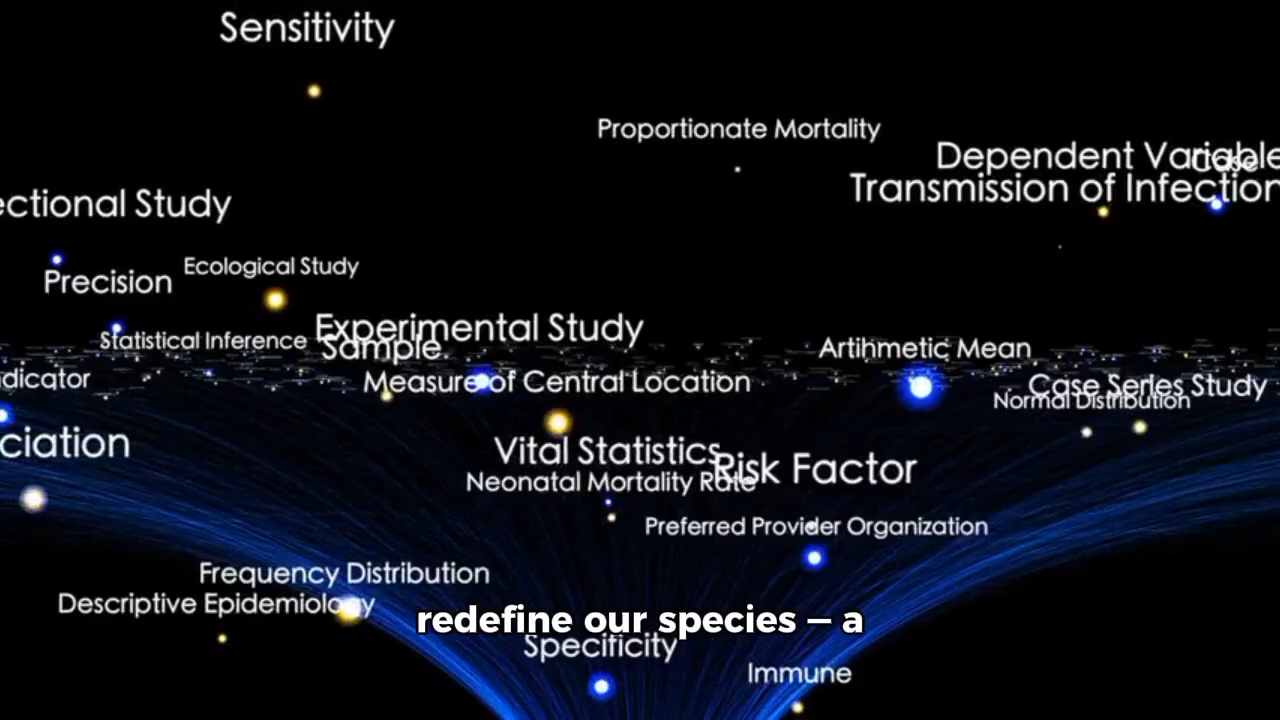 Sensitivity
Proportionate Mortality
Dependent Variable
Case
Transmission of Infection
ectional Study
Ecological Study
Precision
Experimental Study
Statistical Inference
Sample
Artihmetic Mean
dicator
Measure of Central Location
Case Series Study
Normal Distribution
ciation
Vital Statistics
Risk Factor
Neonatal Mortality Rate
Preferred Provider Organization
Frequency Distribution
Descriptive Epidemiology
redefine our species — a
Specificity
Immune